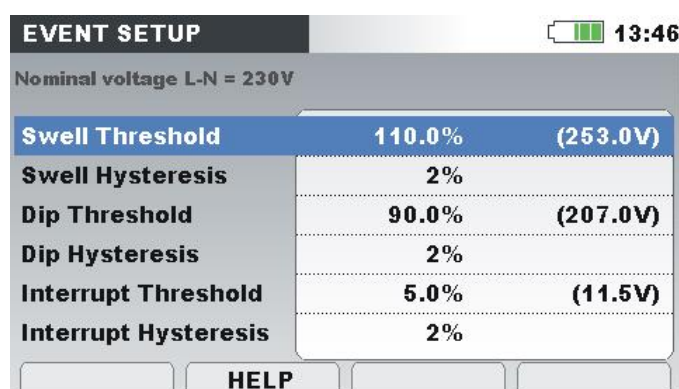 EVENT SETUP 13:46
Nominal voltage L-N = 230V
Swell Threshold 110.0% (253.0V)
Swell Hysteresis 2%
Dip Threshold 90.0% (207.0V)
Dip Hysteresis 2%
Interrupt Threshold 5.0% (11.5V)
Interrupt Hysteresis 2%
HELP